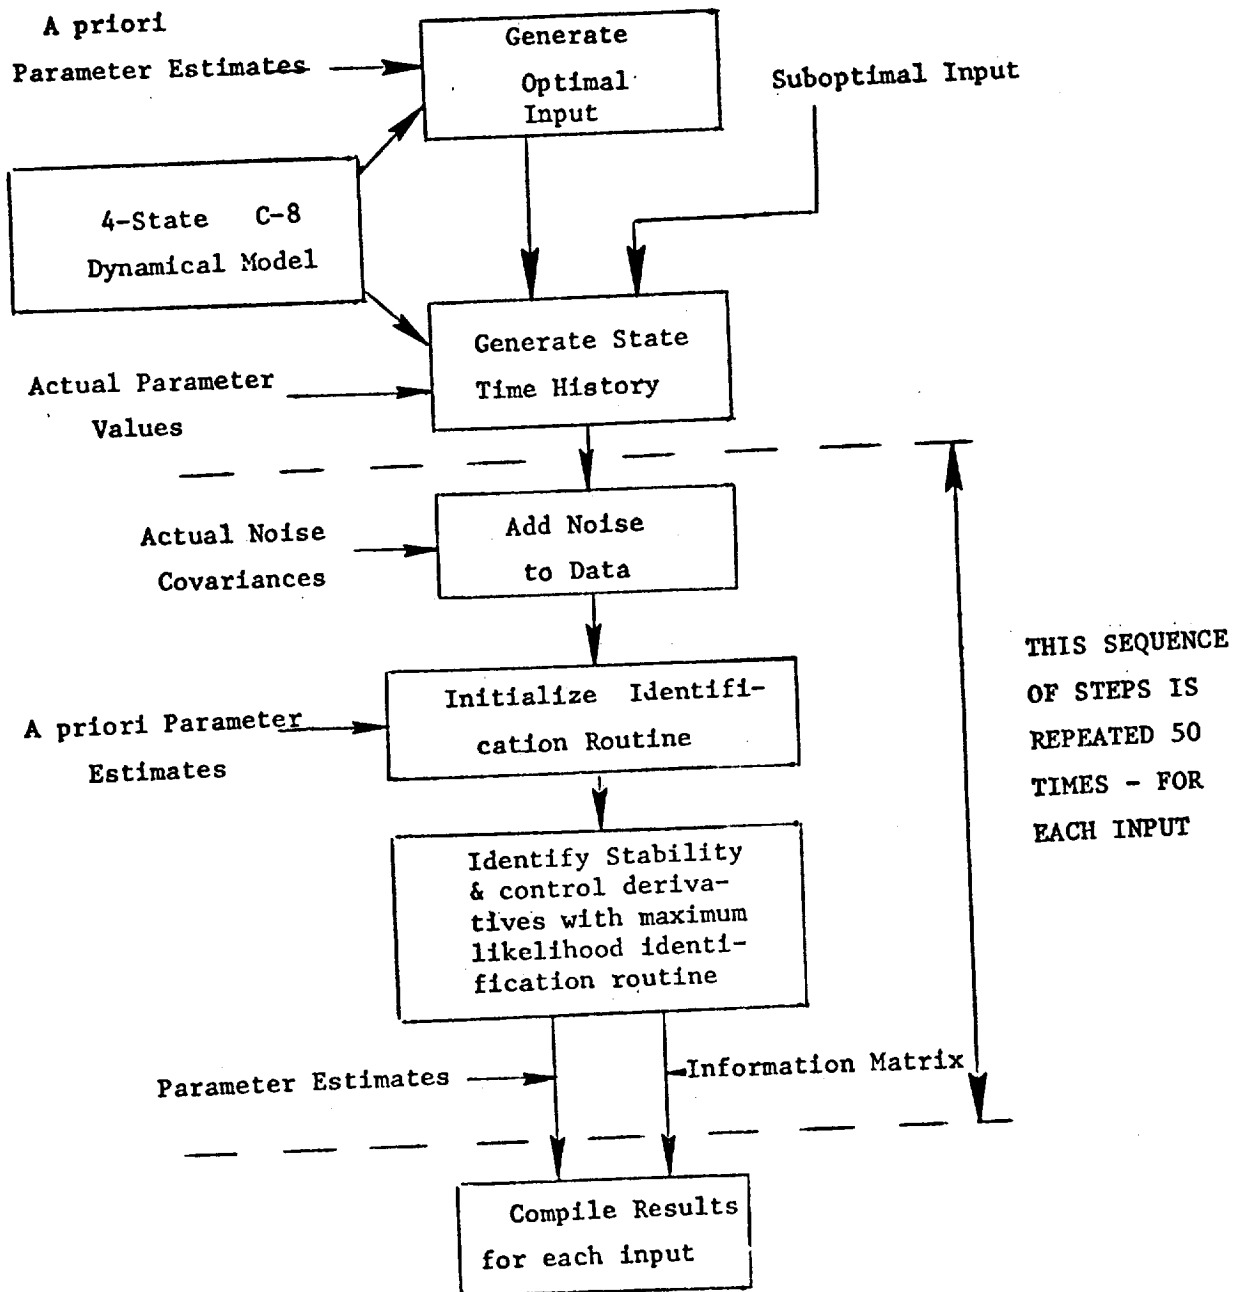 A priori
Parameter Estimates
Generate
Optimal
Input
Suboptimal Input
4-State C-8
Dynamical Model
Generate State
Time History
Actual Parameter
Values
Actual Noise
Covariances
Add Noise
to Data
Initialize Identifi-
cation Routine
A priori Parameter
Estimates
THIS SEQUENCE
OF STEPS IS
REPEATED 50
TIMES - FOR
EACH INPUT
Identify Stability
& control deriva-
tives with maximum
likelihood identi-
fication routine
Parameter Estimates
Information Matrix
Compile Results
for each input